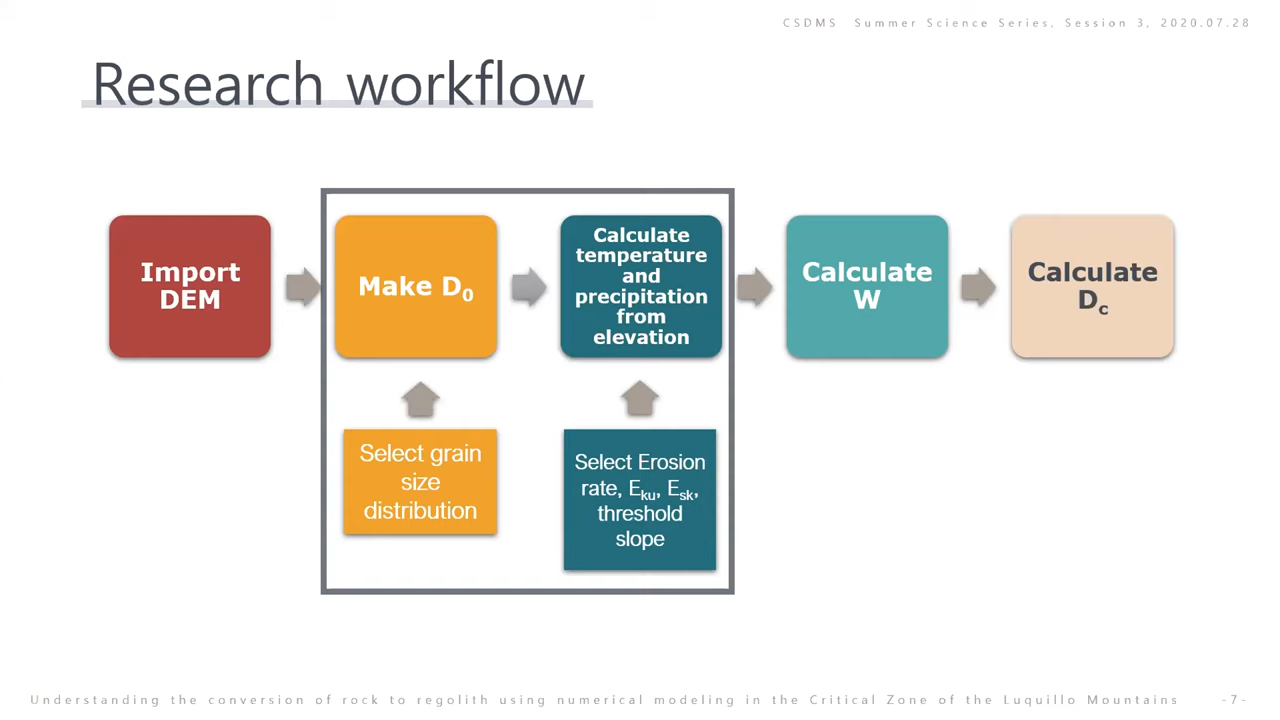 CSDMS Summer Science Series, Session 3, 2020.07.28
Research workflow
Import
DEM
Make D₀
Calculate
temperature
and
precipitation
from
elevation
Calculate
W
Calculate
Dc
Select grain
size
distribution
Select Erosion
rate, Eku, Esk,
threshold
slope
Understanding the conversion of rock to regolith using numerical modeling in the Critical Zone of the Luquillo Mountains -7-